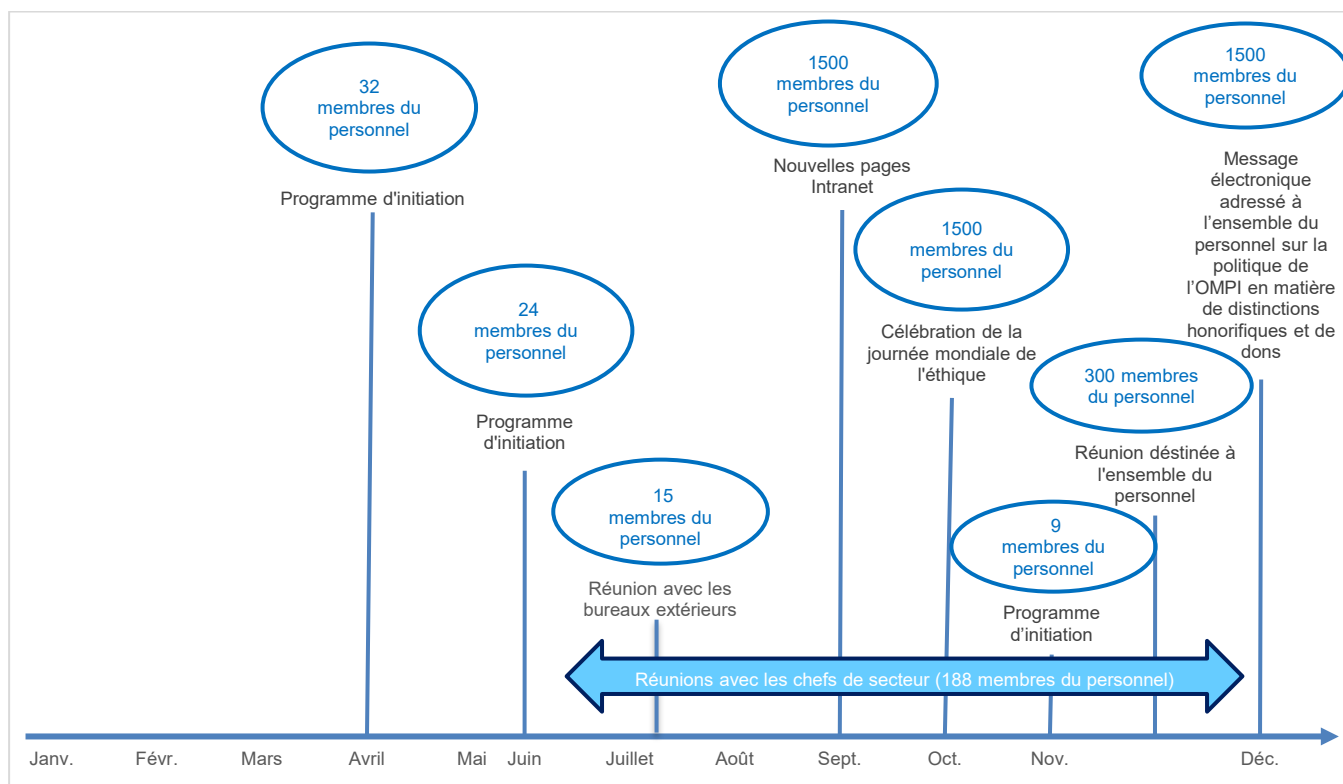 32
membres du
personnel
Programme d'initiation
24
membres du
personnel
Programme
d'initiation
15
membres du
personnel
Réunion avec les
bureaux extérieurs
1500
membres du
personnel
Nouvelles pages
Intranet
1500
membres du
personnel
Célébration de la
journée mondiale de
l'éthique
9
membres du
personnel
Programme
d’initiation
300 membres
du personnel
Réunion déstinée à
l'ensemble du
personnel
1500
membres du
personnel
Message
électronique
adressé à
l’ensemble du
personnel sur la
politique de
l’OMPI en matière
de distinctions
honorifiques et de
dons
Réunions avec les chefs de secteur (188 membres du personnel)
Janv. Févr. Mars Avril Mai Juin Juillet Août Sept. Oct. Nov. Déc.